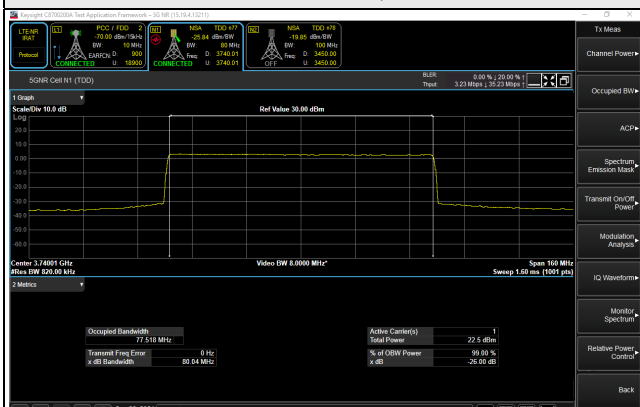 Keysight C8700200A Test Application Framework – 5G NR (15.19.4.13211)
Tx Meas
LTE-NR
IRAT
Protocol
L1
PCC / FDD 2
-70.00 dBm/15kHz
BW: 10 MHz
EARFCN: D: 900
CONNECTED U: 18900
N1
NSA TDD n77
-25.84 dBm/BW
BW: 80 MHz
Freq: D: 3740.01
CONNECTED U: 3740.01
N2
NSA TDD n78
-19.85 dBm/BW
BW: 100 MHz
Freq: D: 3450.00
OFF U: 3450.00
5GNR Cell N1 (TDD)
BLER: 0.00 % ↓ 20.00 % ↑
Thput: 3.23 Mbps ↓ 35.23 Mbps ↑
1 Graph
Scale/Div 10.0 dB
Ref Value 30.00 dBm
Log
20.0
10.0
0.00
-10.0
-20.0
-30.0
-40.0
-50.0
-60.0
Center 3.74001 GHz
Video BW 8.0000 MHz*
Span 160 MHz
#Res BW 820.00 kHz
Sweep 1.60 ms (1001 pts)
2 Metrics
Occupied Bandwidth
77.518 MHz
Transmit Freq Error 0 Hz
x dB Bandwidth 80.04 MHz
Active Carrier(s) 1
Total Power 22.5 dBm
% of OBW Power 99.00 %
x dB -26.00 dB
Channel Power
Occupied BW
ACP
Spectrum
Emission Mask
Transmit On/Off
Power
Modulation
Analysis
IQ Waveform
Monitor
Spectrum
Relative Power
Control
Back